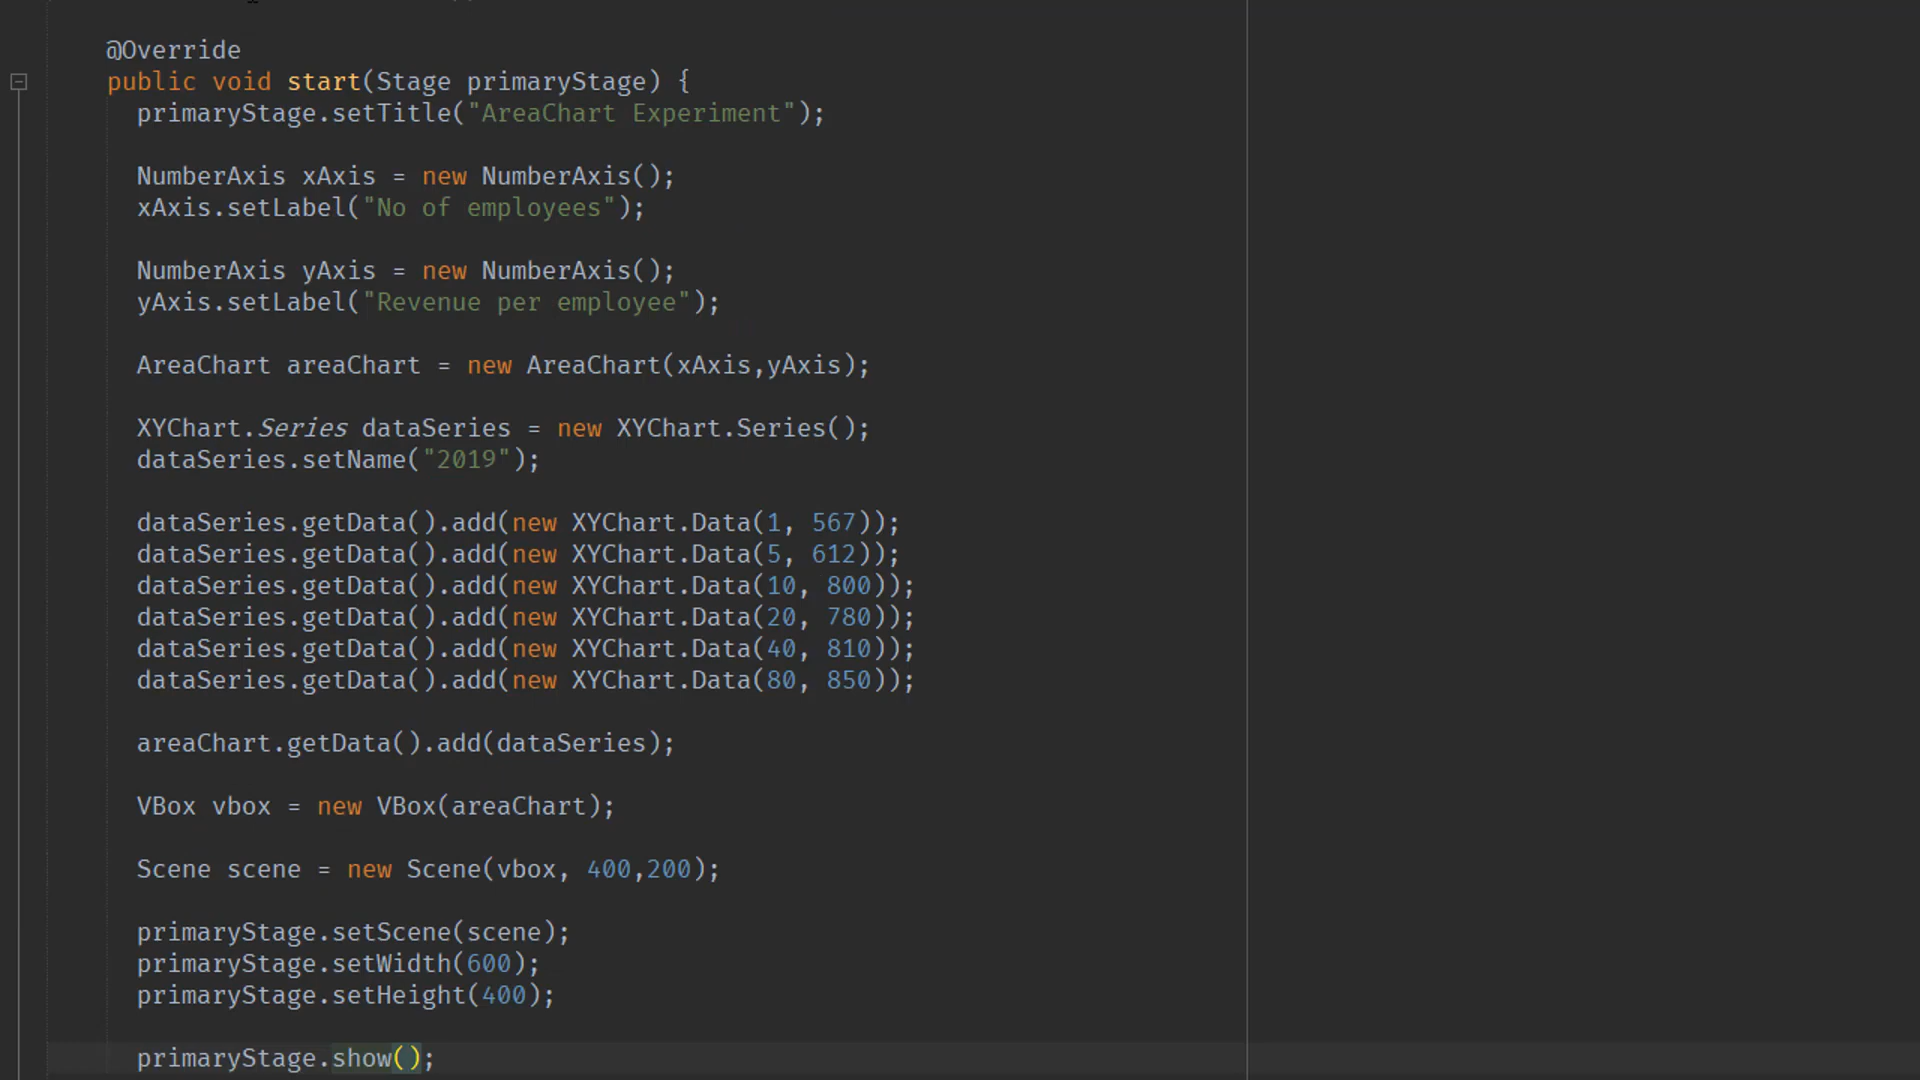 @Override
public void start(Stage primaryStage) {
primaryStage.setTitle("AreaChart Experiment");
NumberAxis xAxis = new NumberAxis();
xAxis.setLabel("No of employees");
NumberAxis yAxis = new NumberAxis();
yAxis.setLabel("Revenue per employee");
AreaChart areaChart = new AreaChart(xAxis,yAxis);
XYChart.Series dataSeries = new XYChart.Series();
dataSeries.setName("2019");
dataSeries.getData().add(new XYChart.Data(1, 567));
dataSeries.getData().add(new XYChart.Data(5, 612));
dataSeries.getData().add(new XYChart.Data(10, 800));
dataSeries.getData().add(new XYChart.Data(20, 780));
dataSeries.getData().add(new XYChart.Data(40, 810));
dataSeries.getData().add(new XYChart.Data(80, 850));
areaChart.getData().add(dataSeries);
VBox vbox = new VBox(areaChart);
Scene scene = new Scene(vbox, 400,200);
primaryStage.setScene(scene);
primaryStage.setWidth(600);
primaryStage.setHeight(400);
primaryStage.show();